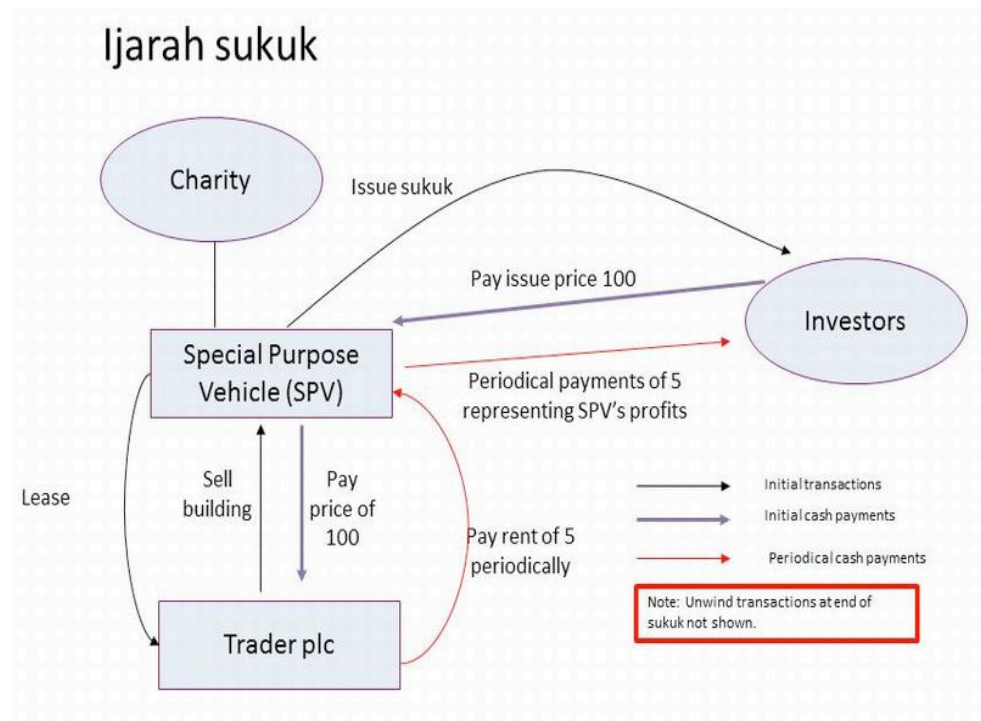 Ijarah sukuk
Charity
Issue sukuk
Pay issue price 100
Investors
Special Purpose
Vehicle (SPV)
Periodical payments of 5
representing SPV's profits
Lease
Sell
building
Pay
price of
100
Pay rent of 5
periodically
Initial transactions
Initial cash payments
Periodical cash payments
Note: Unwind transactions at end of
sukuk not shown.
Trader plc